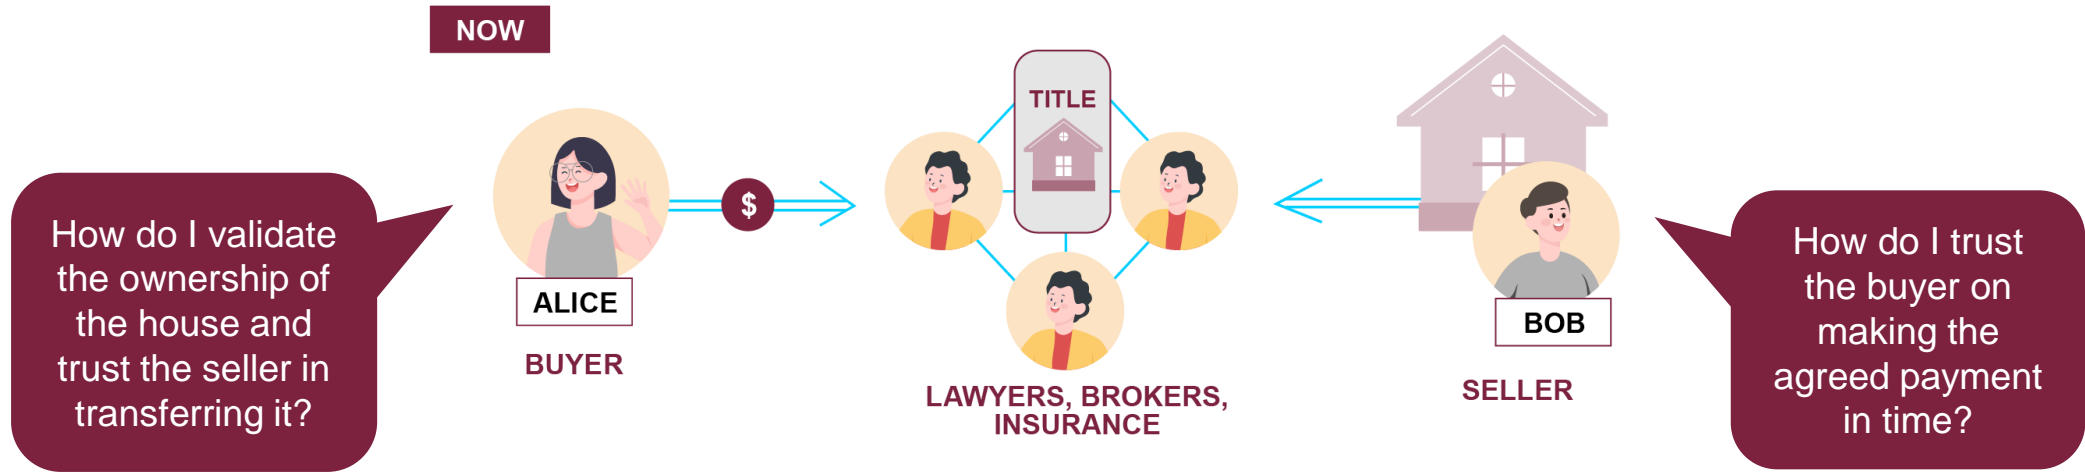 NOW
How do I validate
the ownership of
the house and
trust the seller in
transferring it?
$
ALICE
BUYER
TITLE
LAWYERS, BROKERS,
INSURANCE
BOB
SELLER
How do I trust
the buyer on
making the
agreed payment
in time?